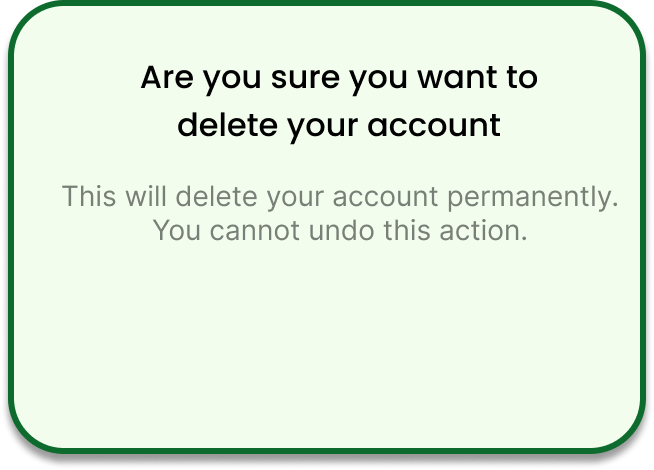 Are you sure you want to
delete your account
This will delete your account permanently.
You cannot undo this action.